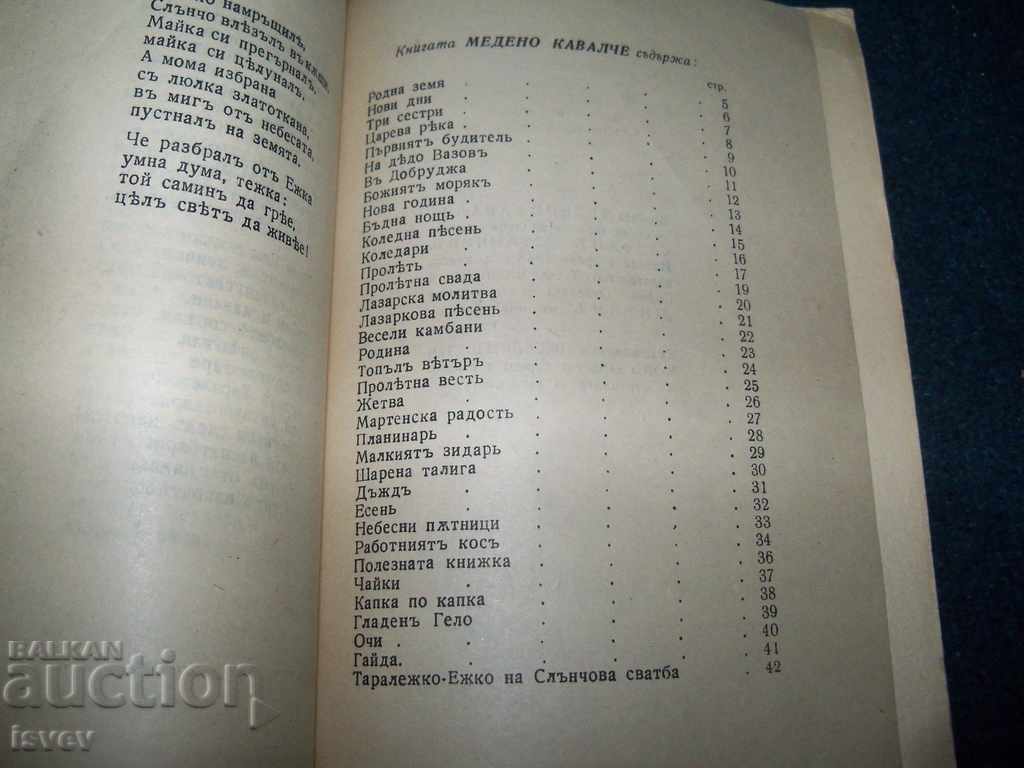 намръщилъ,
Слънчо влѣзълъ въ
Майка си прегърналъ,
майка си цѣлуналъ.
А мома избрана
съ люлка златоткана,
въ мигъ отъ небесата,
пусталъ на земята.
Че разбралъ отъ Ежка
умна дума, тежка:
той саминъ да грѣе,
цѣлъ свѣтъ да живѣе!
Книгата МЕДЕНО КАВАЛЧЕ съдържа:
стр.
Родна земя . . . . 5
Нови дни . . . . 6
Три сестри . . . . 7
Царева рѣка . . . . 8
Първиятъ будитель . . . . 9
На дѣдо Вазовъ . . . . 10
Въ Добруджа . . . . 11
Божиятъ морякъ . . . . 12
Нова година . . . . 13
Бъдна нощь . . . . 14
Коледна пѣсень . . . . 15
Коледари . . . . 16
Пролѣть . . . . 17
Пролѣтна свада . . . . 19
Лазарска молитва . . . . 20
Лазаркова пѣсень . . . . 21
Весели камбани . . . . 22
Родина . . . . 23
Топълъ вѣтъръ . . . . 24
Пролѣтна весть . . . . 25
Жетва . . . . 26
Мартенска радость . . . . 27
Планинарь . . . . 28
Малкиятъ зидарь . . . . 29
Шарена талига . . . . 30
Дъждъ . . . . 31
Есень . . . . 32
Небесни пѫтници . . . . 33
Работниятъ косъ . . . . 34
Полезната книжка . . . . 36
Чайки . . . . 37
Капка по капка . . . . 38
Гладенъ Гело . . . . 39
Очи . . . . 40
Гайда . . . . 41
Таралежко-Ежко на Слънчова сватба . 42
BALKAN
auction
isvev